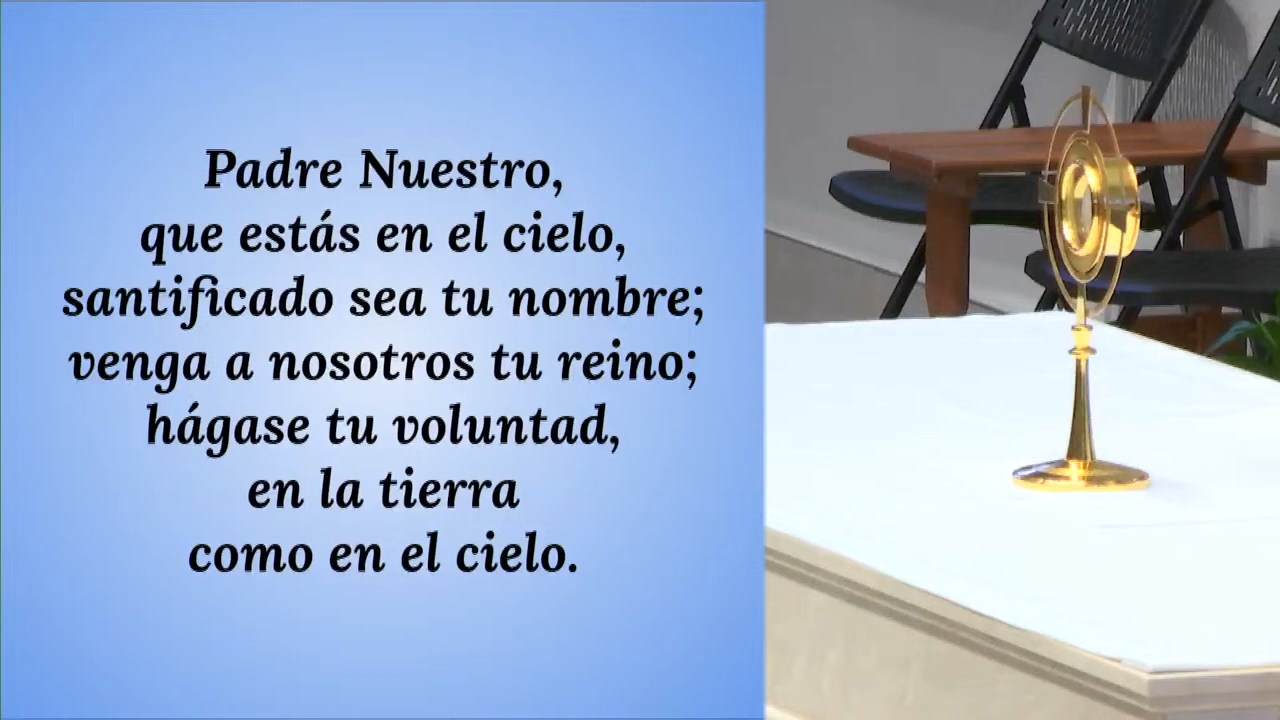 Padre Nuestro,
que estás en el cielo,
santificado sea tu nombre;
venga a nosotros tu reino;
hágase tu voluntad,
en la tierra
como en el cielo.